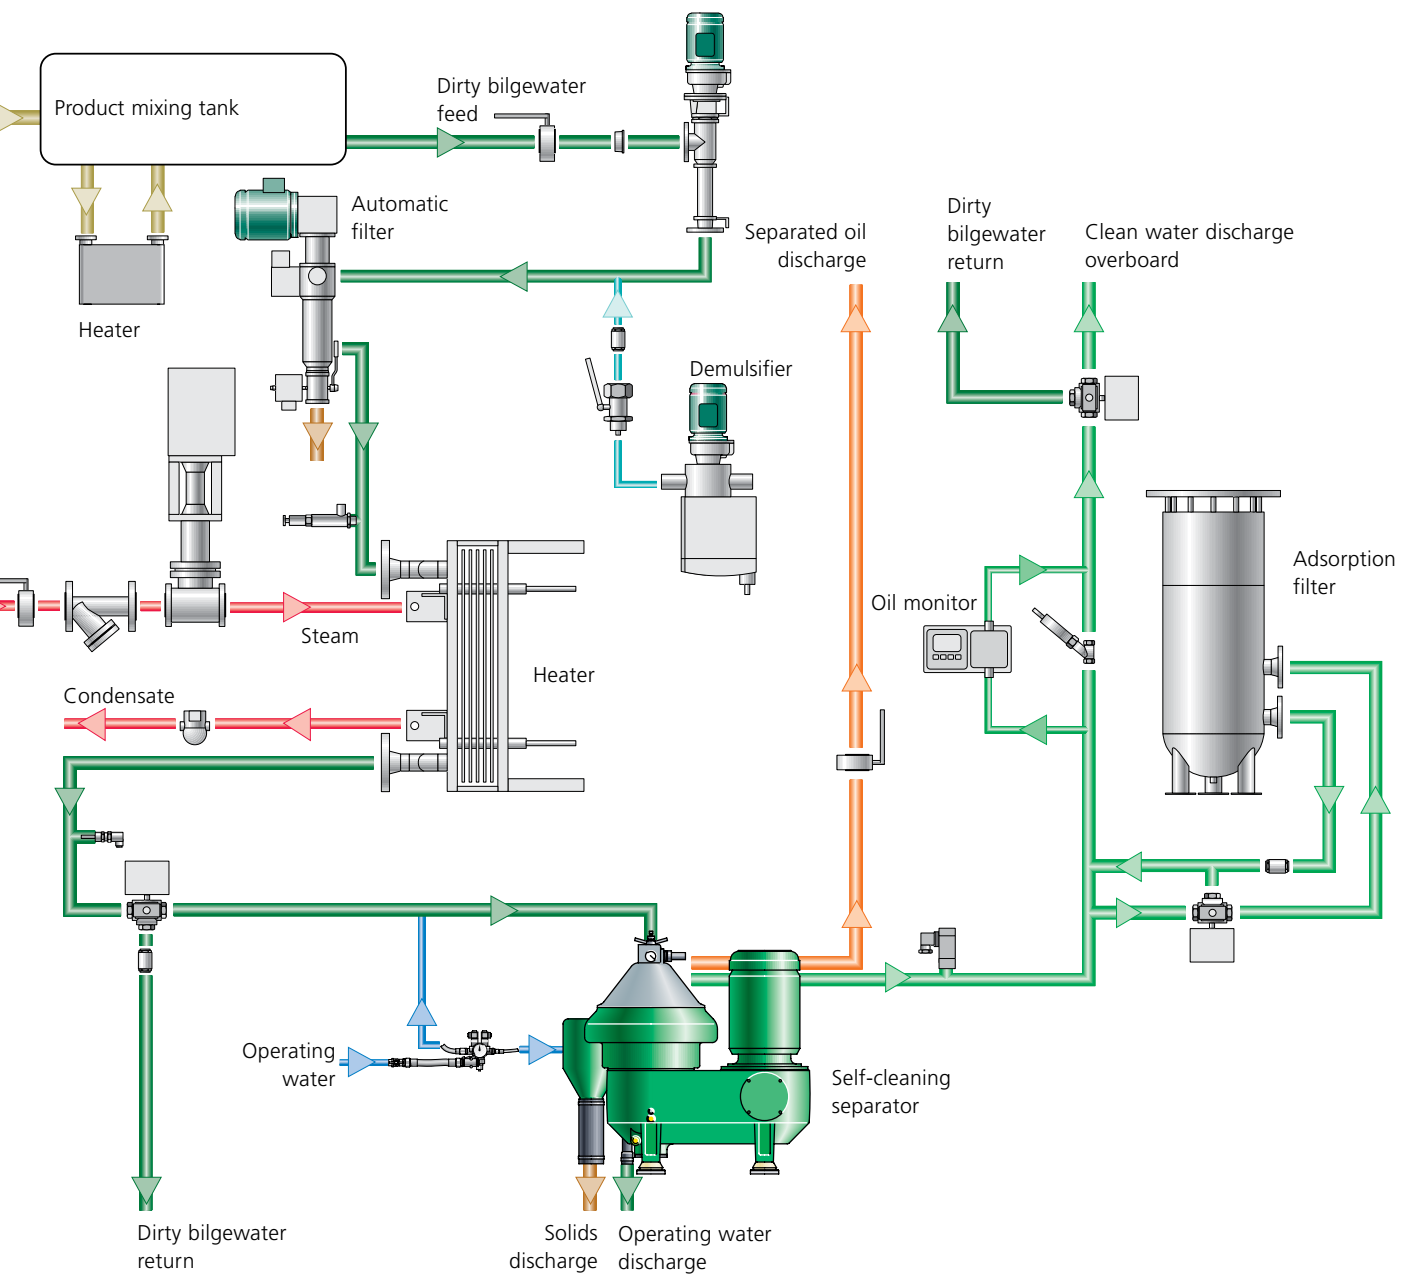 Product mixing tank
Dirty bilgewater
feed
Automatic
filter
Separated oil
discharge
Dirty
bilgewater
return
Clean water discharge
overboard
Heater
Demulsifier
Adsorption
filter
Oil monitor
Steam
Heater
Condensate
Operating
water
Self-cleaning
separator
Dirty bilgewater
return
Solids
discharge
Operating water
discharge